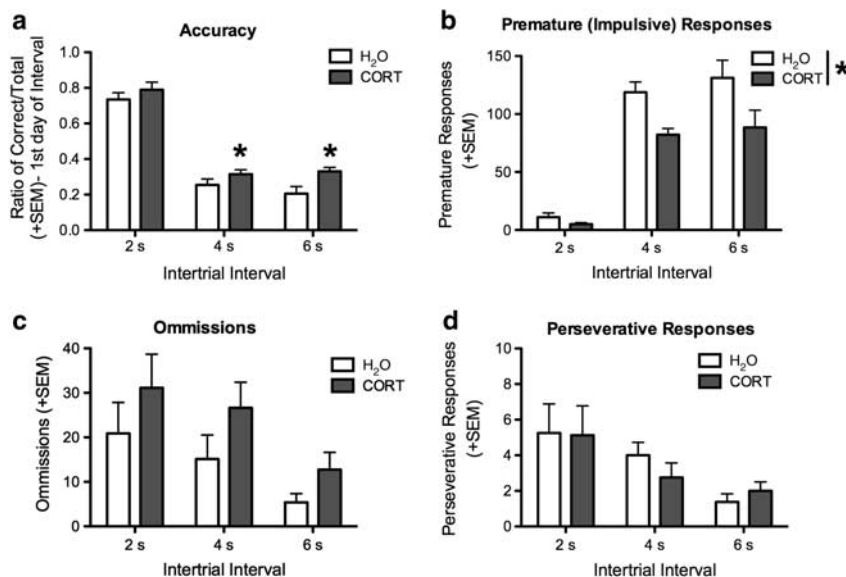 a
Accuracy
Ratio of Correct/Total
(+SEM)- 1st day of Interval
1.0
0.8
0.6
0.4
0.2
0.0
H₂O
CORT
*
*
2 s
4 s
6 s
Intertrial Interval
b
Premature (Impulsive) Responses
Premature Responses
(+SEM)
150
100
50
0
H₂O
CORT
*
2 s
4 s
6 s
Intertrial Interval
c
Ommissions
Ommissions (+SEM)
40
30
20
10
0
H₂O
CORT
2 s
4 s
6 s
Intertrial Interval
d
Perseverative Responses
Perseverative Responses
(+SEM)
10
8
6
4
2
0
H₂O
CORT
2 s
4 s
6 s
Intertrial Interval